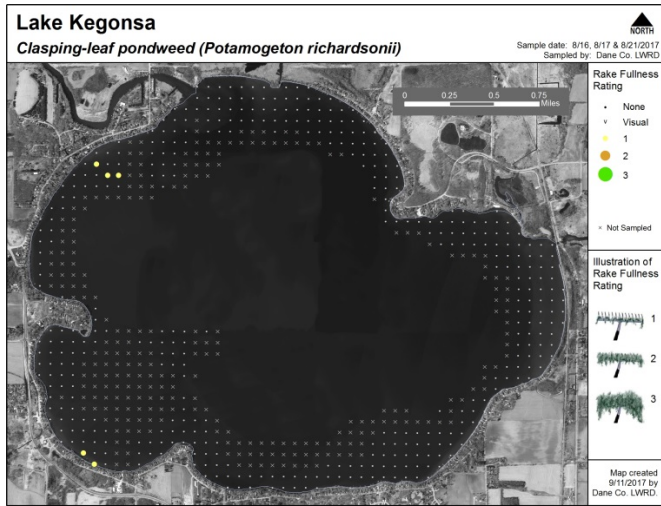 Lake Kegonsa
Clasping-leaf pondweed (Potamogeton richardsonii)
NORTH
Sample date: 8/16, 8/17 & 8/21/2017
Sampled by: Dane Co. LWRD
0 0.25 0.5 0.75
Miles
Rake Fullness
Rating
None
v Visual
1
2
3
× Not Sampled
Illustration of
Rake Fullness
Rating
1
2
3
Map created
9/11/2017 by
Dane Co. LWRD.